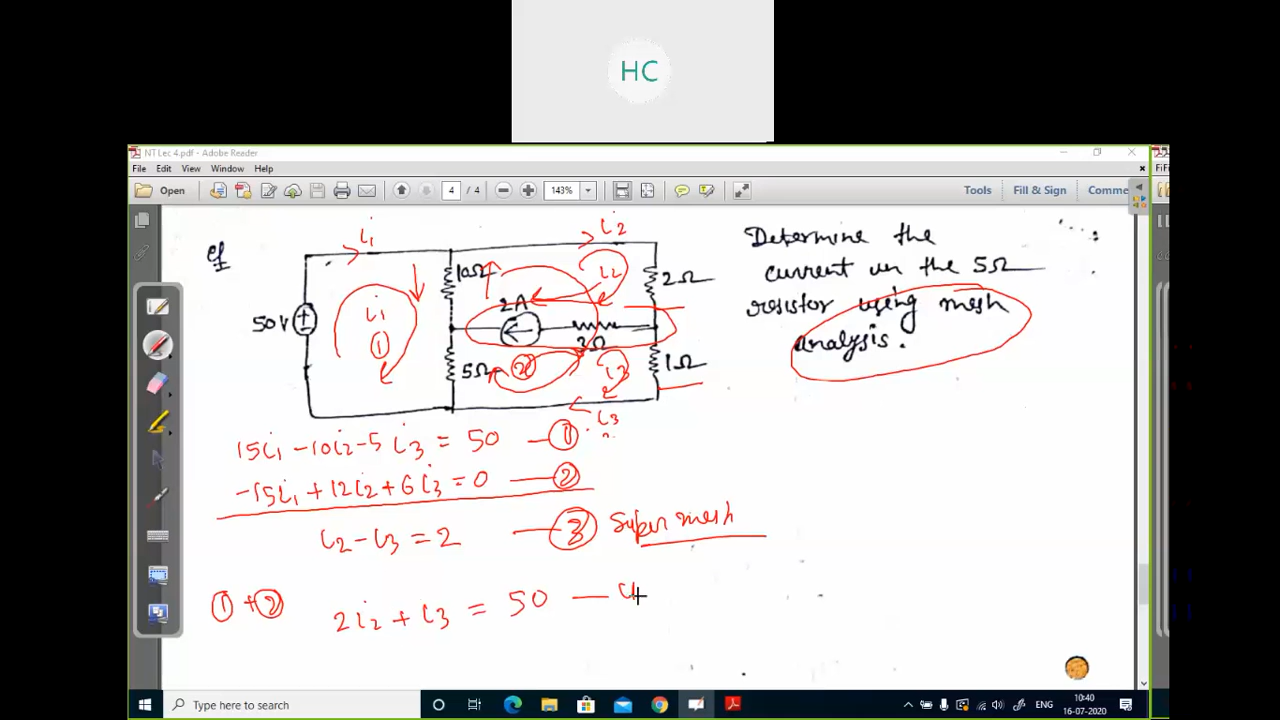 HC
NT Lec 4.pdf - Adobe Reader
File Edit View Window Help
Open 4 / 4 143% Tools Fill & Sign Comme
Ef
i1 i2
10Ω i2 2Ω
50V i1 2A
1 2Ω
5Ω 2 i3 1Ω
i3
Determine the
current in the 5Ω
resistor using mesh
analysis.
15i1 - 10i2 - 5i3 = 50 — 1
-15i1 + 12i2 + 6i3 = 0 — 2
i2 - i3 = 2 — 3 Super mesh
1 + 2 2i2 + i3 = 50 — 4
Type here to search ENG 10:40
16-07-2020